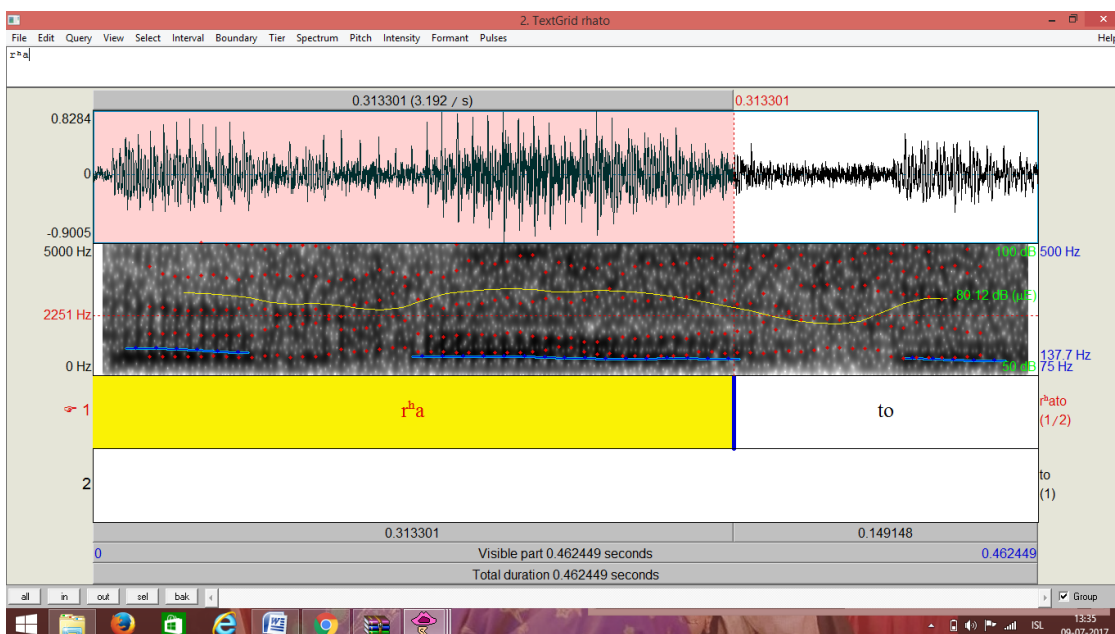 2. TextGrid rhato
File Edit Query View Select Interval Boundary Tier Spectrum Pitch Intensity Formant Pulses Help
rʰa
0.313301 (3.192 / s) 0.313301
0.8284
0
-0.9005
5000 Hz 100 dB 500 Hz
80.12 dB (µE)
2251 Hz
137.7 Hz
0 Hz 50 dB 75 Hz
1 rʰa to rʰato
(1/2)
2 to
(1)
0.313301 0.149148
0 Visible part 0.462449 seconds 0.462449
Total duration 0.462449 seconds
all in out sel bak Group
ISL 13:35
09-07-2017